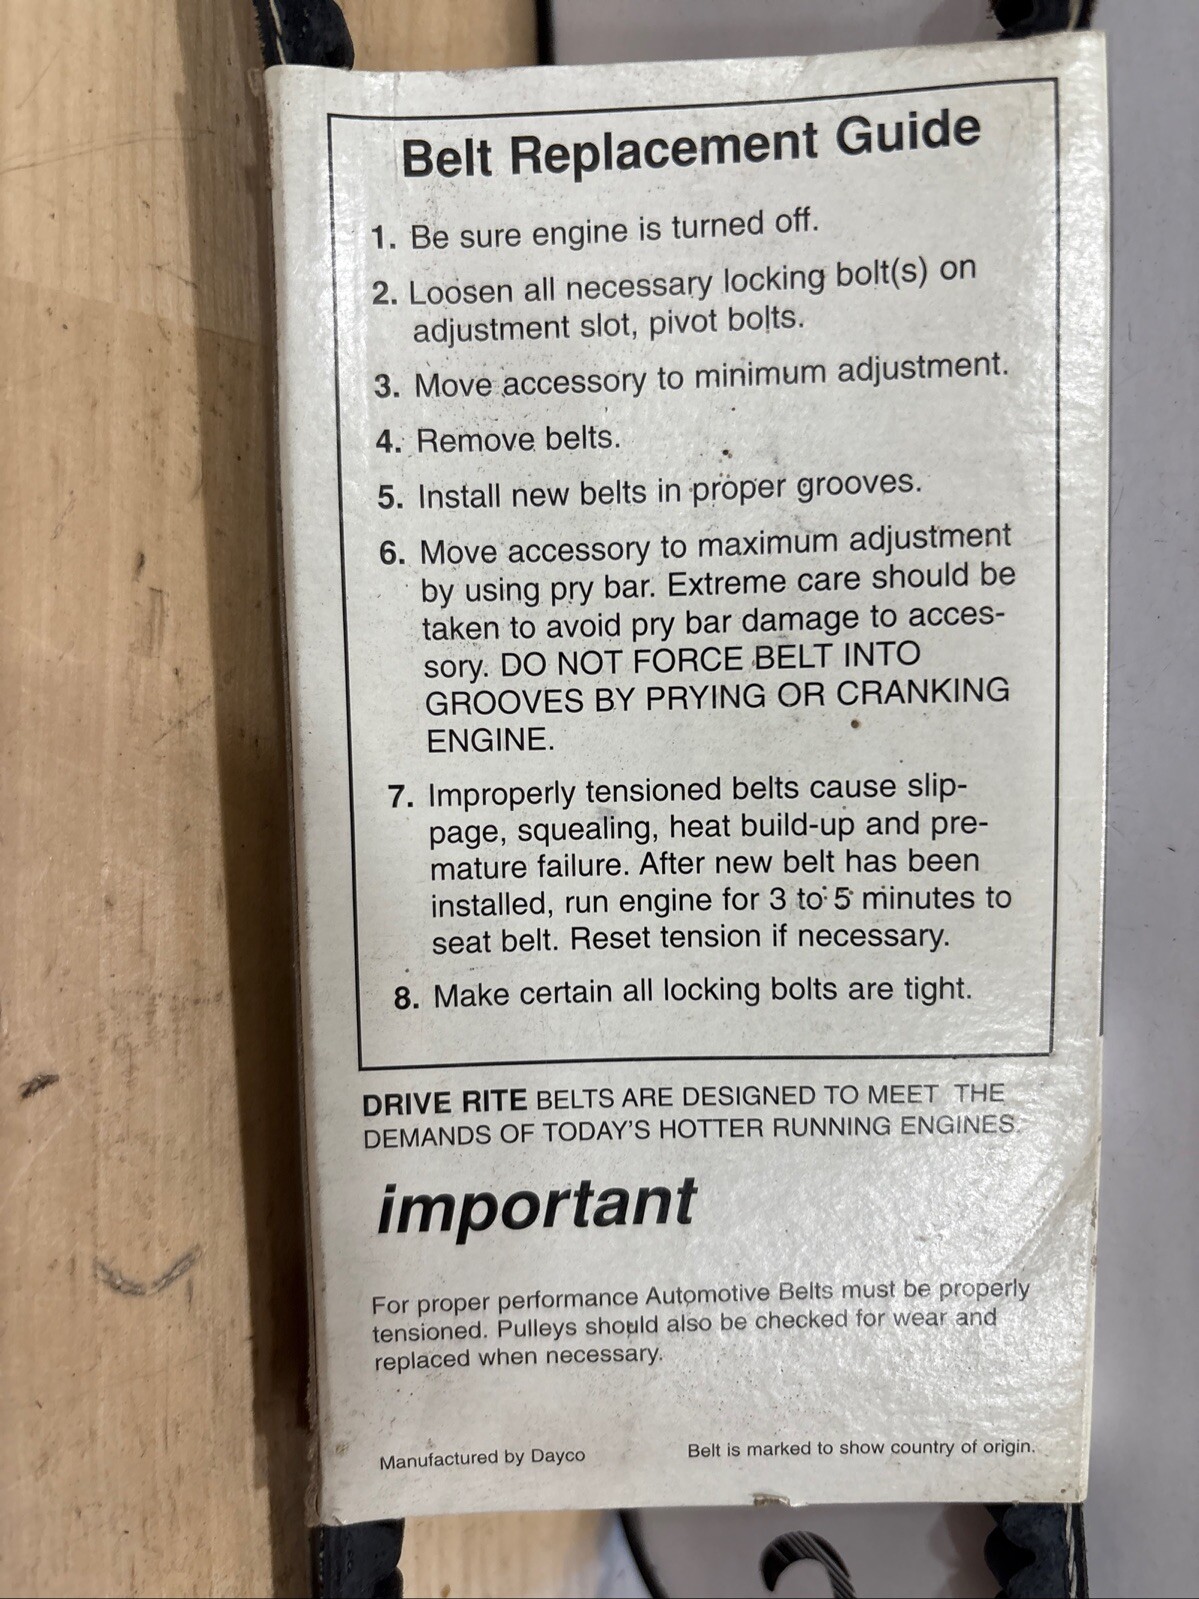 Belt Replacement Guide
1. Be sure engine is turned off.
2. Loosen all necessary locking bolt(s) on
adjustment slot, pivot bolts.
3. Move accessory to minimum adjustment.
4. Remove belts.
5. Install new belts in proper grooves.
6. Move accessory to maximum adjustment
by using pry bar. Extreme care should be
taken to avoid pry bar damage to acces-
sory. DO NOT FORCE BELT INTO
GROOVES BY PRYING OR CRANKING
ENGINE.
7. Improperly tensioned belts cause slip-
page, squealing, heat build-up and pre-
mature failure. After new belt has been
installed, run engine for 3 to 5 minutes to
seat belt. Reset tension if necessary.
8. Make certain all locking bolts are tight.
DRIVE RITE BELTS ARE DESIGNED TO MEET THE
DEMANDS OF TODAY'S HOTTER RUNNING ENGINES.
important
For proper performance Automotive Belts must be properly
tensioned. Pulleys should also be checked for wear and
replaced when necessary.
Manufactured by Dayco Belt is marked to show country of origin.